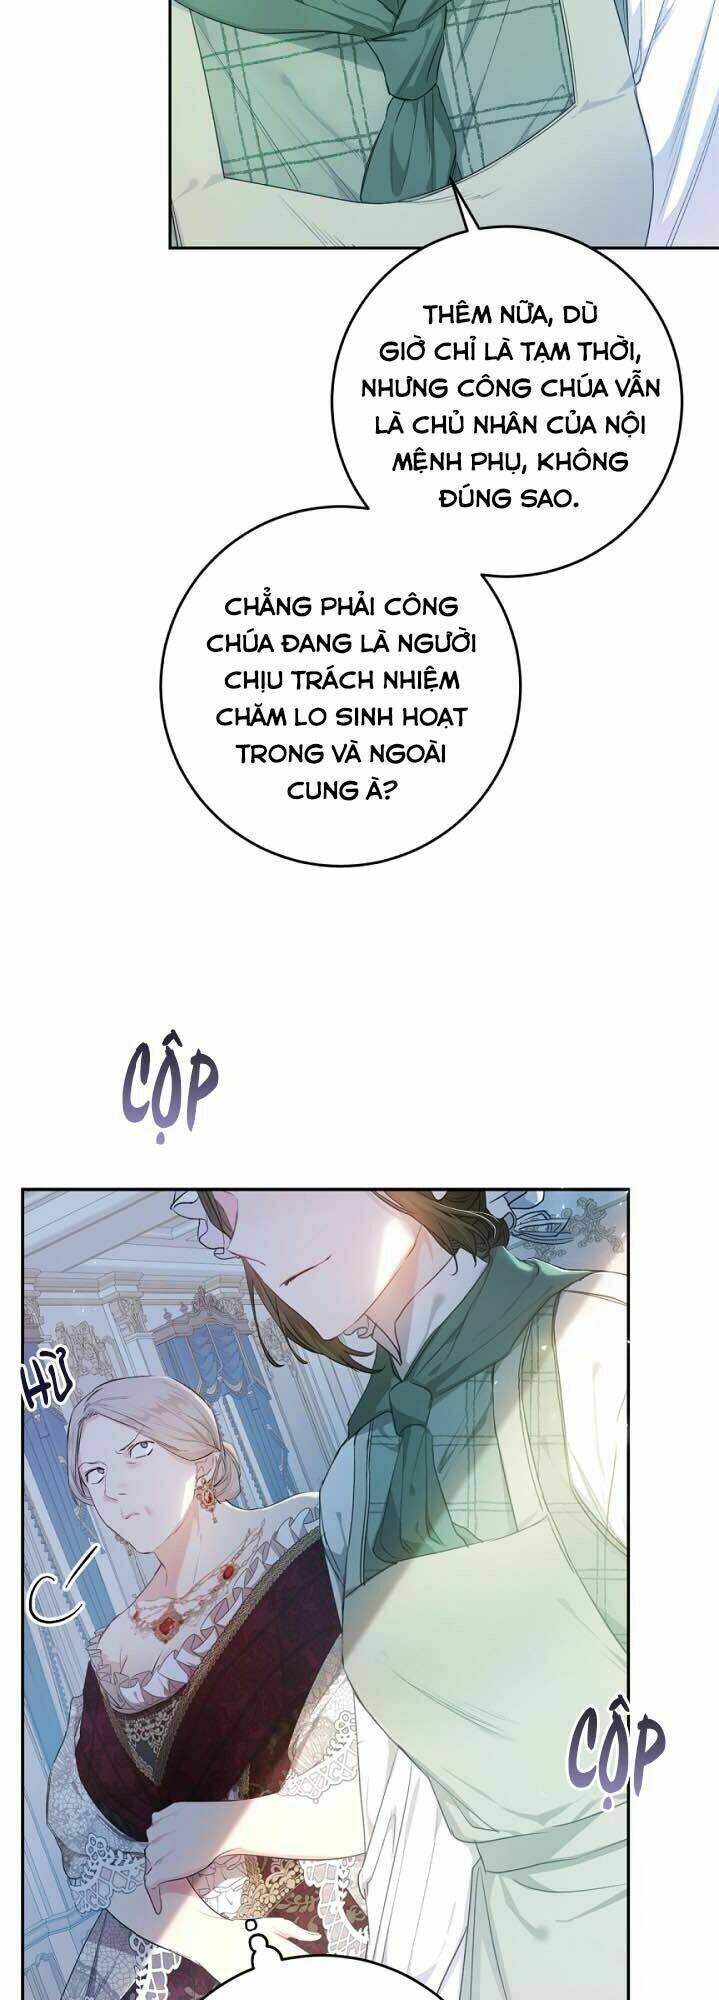 THÊM NỮA, DÙ
GIỜ CHỈ LÀ TẠM THỜI,
NHƯNG CÔNG CHÚA VẪN
LÀ CHỦ NHÂN CỦA NỘI
MỆNH PHỤ, KHÔNG
ĐÚNG SAO.
CHẲNG PHẢI CÔNG
CHÚA ĐANG LÀ NGƯỜI
CHỊU TRÁCH NHIỆM
CHĂM LO SINH HOẠT
TRONG VÀ NGOÀI
CUNG À?
CỘP
HỪ
CỘP